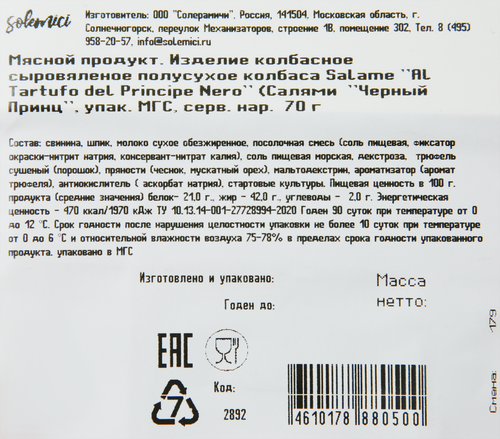 solemici
Изготовитель: ООО "Солерамичи". Россия, 141504, Московская область, г.
Солнечногорск, переулок Механизаторов, строение 1В, помещение 302, Тел. 8 (495)
958-20-57, info@solemici.ru
Мясной продукт. Изделие колбасное
сыровяленое полусухое колбаса Salame "Al
Tartufo del Principe Nero" (Салями "Черный
Принц", упак. МГС, серв. нар. 70 г
Состав: свинина, шпик, молоко сухое обезжиренное, посолочная смесь (соль пищевая, фиксатор
окраски-нитрит натрия, консервант-нитрат калия), соль пищевая морская, декстроза, трюфель
сушеный (порошок), пряности (чеснок, мускатный орех), мальтодекстрин, ароматизатор (аромат
трюфеля), антиокислитель ( аскорбат натрия), стартовые культуры. Пищевая ценность в 100 г.
продукта (средние значения) белок- 21,0 г., жир - 42,0 г., углеводы - 2,0 г. Энергетическая
ценность - 470 ккал/1970 кДж ТУ 10.13.14-001-27728994-2020 Годен 90 суток при температуре от 0
до 12 °C. Срок годности после нарушения целостности упаковки не более 10 суток при температуре
от 0 до 6 °C и относительной влажности воздуха 75-78% в пределах срока годности упакованного
продукта. упаковано в МГС
Изготовлено и упаковано:
Масса
нетто:
Годен до:
EAC
7
Код:
2892
4610178 880500
Смена: 479